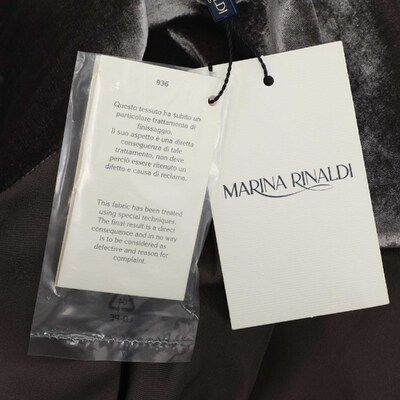 936
Questo tessuto ha subito un
particolare trattamento di
finissaggio.
Il suo aspetto è una diretta
conseguenza di tale
trattamento, non deve
perciò essere ritenuto un
difetto e causa di reclamo.
This fabric has been treated
using special techniques.
The final result is a direct
consequence and in no way
is to be considered as
defective and reason for
complaint.
MARINA RINALDI